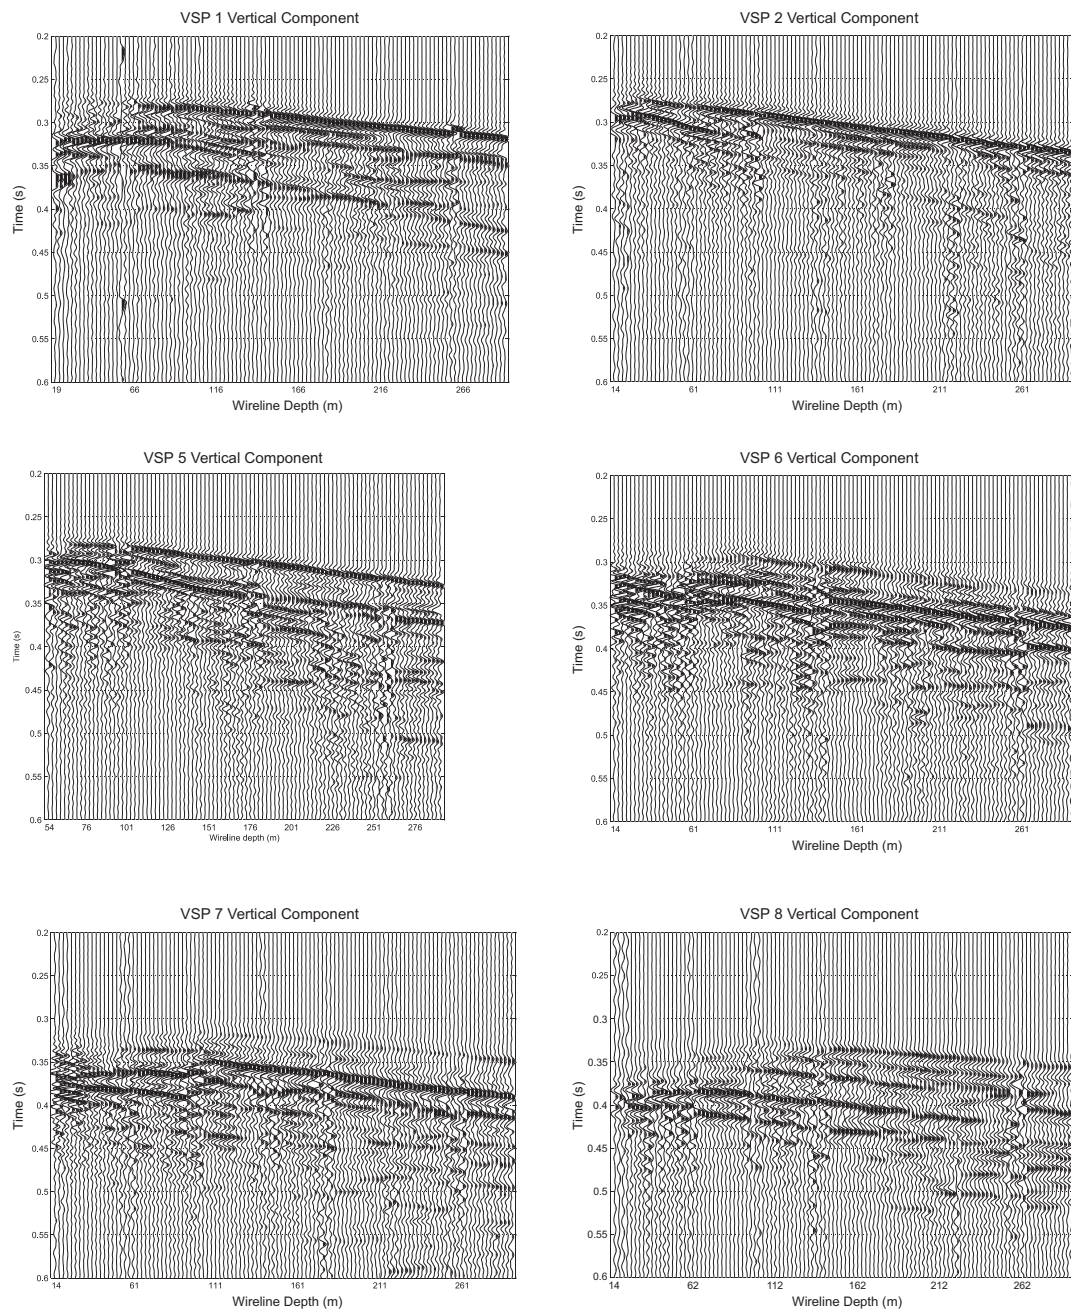 VSP 1 Vertical Component
0.2
0.25
0.3
0.35
0.4
0.45
0.5
0.55
0.6
Time (s)
19 66 116 166 216 266
Wireline Depth (m)
VSP 2 Vertical Component
0.2
0.25
0.3
0.35
0.4
0.45
0.5
0.55
0.6
Time (s)
14 61 111 161 211 261
Wireline Depth (m)
VSP 5 Vertical Component
0.2
0.25
0.3
0.35
0.4
0.45
0.5
0.55
0.6
Time (s)
54 76 101 126 151 176 201 226 251 276
Wireline depth (m)
VSP 6 Vertical Component
0.2
0.25
0.3
0.35
0.4
0.45
0.5
0.55
0.6
Time (s)
14 61 111 161 211 261
Wireline Depth (m)
VSP 7 Vertical Component
0.2
0.25
0.3
0.35
0.4
0.45
0.5
0.55
0.6
Time (s)
14 61 111 161 211 261
Wireline Depth (m)
VSP 8 Vertical Component
0.2
0.25
0.3
0.35
0.4
0.45
0.5
0.55
0.6
Time (s)
14 62 112 162 212 262
Wireline Depth (m)